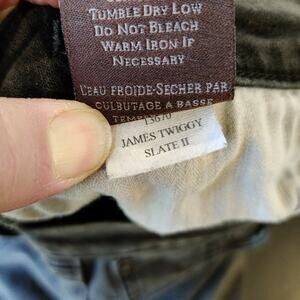 TUMBLE DRY LOW
DO NOT BLEACH
WARM IRON IF
NECESSARY
L'EAU FROIDE-SECHER PAR
CULBUTAGE A BASSE
JAMES TWIGGY
SLATE II